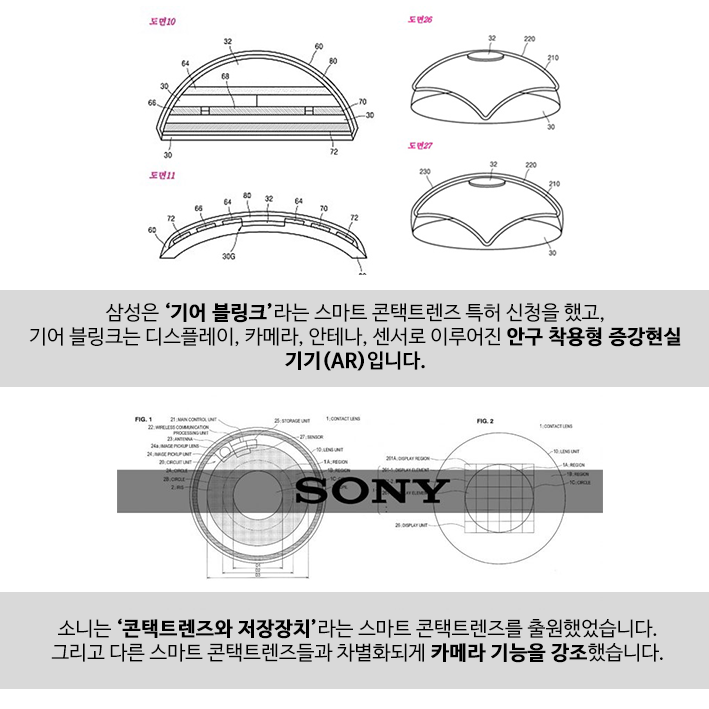 도면10
32
60
64
68
80
30
66
70
30
30
72
도면26
32
220
210
30
도면11
80
32
64
64
66
70
72
72
60
30G
도면27
32
220
230
210
30
삼성은 ‘기어 블링크’라는 스마트 콘택트렌즈 특허 신청을 했고,
기어 블링크는 디스플레이, 카메라, 안테나, 센서로 이루어진 안구 착용형 증강현실
기기(AR)입니다.
FIG. 1
21; MAIN CONTROL UNIT
22; WIRELESS COMMUNICATION
PROCESSING UNIT
23; ANTENNA
24a; IMAGE PICKUP LENS
24; IMAGE PICKUP UNIT
20; CIRCUIT UNIT
2A; CIRCLE
2B; CIRCLE
25; STORAGE UNIT
1; CONTACT LENS
27; SENSOR
10; LENS UNIT
1A; REGION
1B; REGION
1C; CIRCLE
FIG. 2
1; CONTACT LENS
201A; DISPLAY REGION
201-1; DISPLAY ELEMENT
26; DISPLAY UNIT
10; LENS UNIT
1A; REGION
1B; REGION
1C; CIRCLE
SONY
소니는 ‘콘택트렌즈와 저장장치’라는 스마트 콘택트렌즈를 출원했었습니다.
그리고 다른 스마트 콘택트렌즈들과 차별화되게 카메라 기능을 강조했습니다.